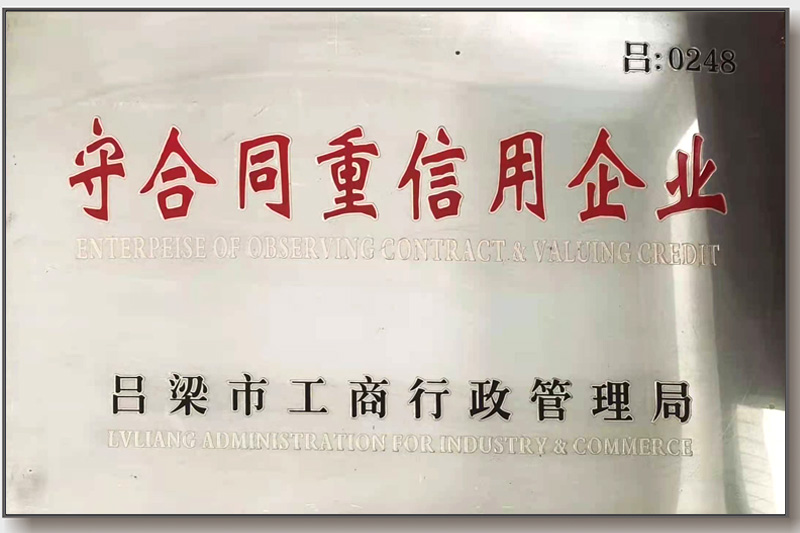 吕:0248
守合同重信用企业
ENTERPEISE OF OBSERVING CONTRACT & VALUING CREDIT
吕梁市工商行政管理局
LVLIANG ADMINISTRATION FOR INDUSTRY & COMMERCE